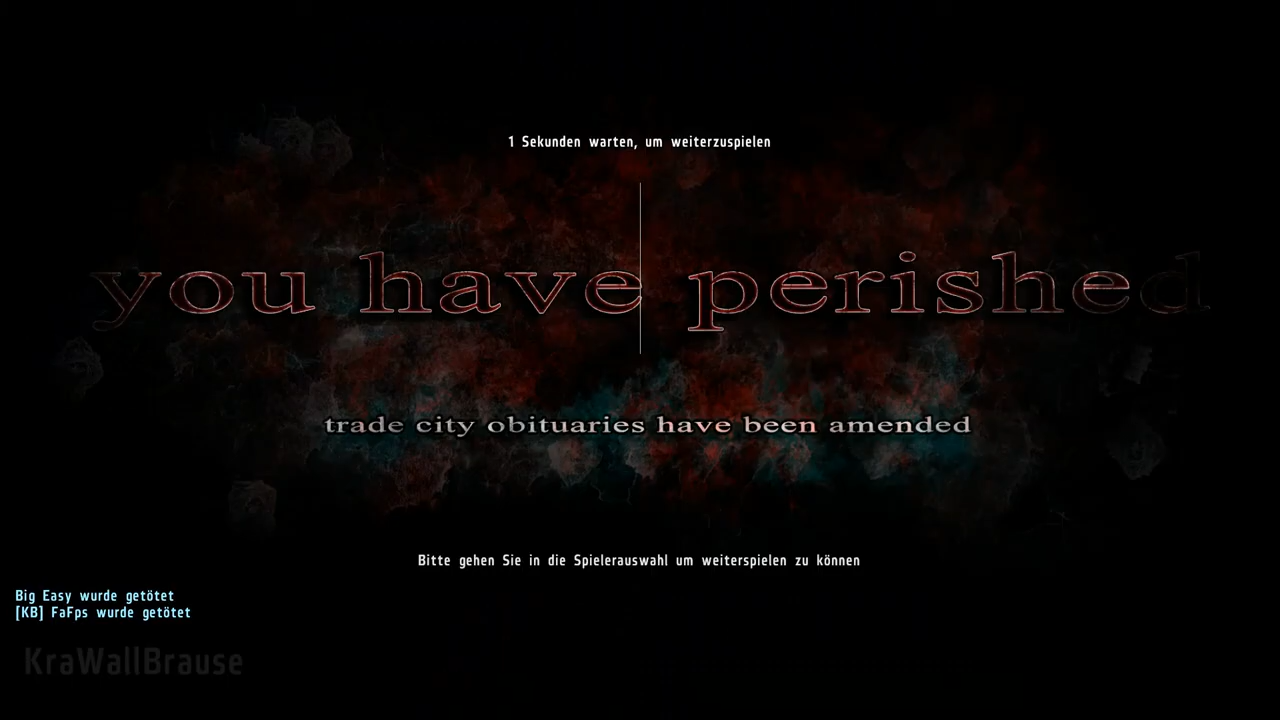 1 Sekunden warten, um weiterzuspielen
you have perished
trade city obituaries have been amended
Bitte gehen Sie in die Spielerauswahl um weiterspielen zu können
Big Easy wurde getötet
[KB] FaFps wurde getötet
KraWallBrause